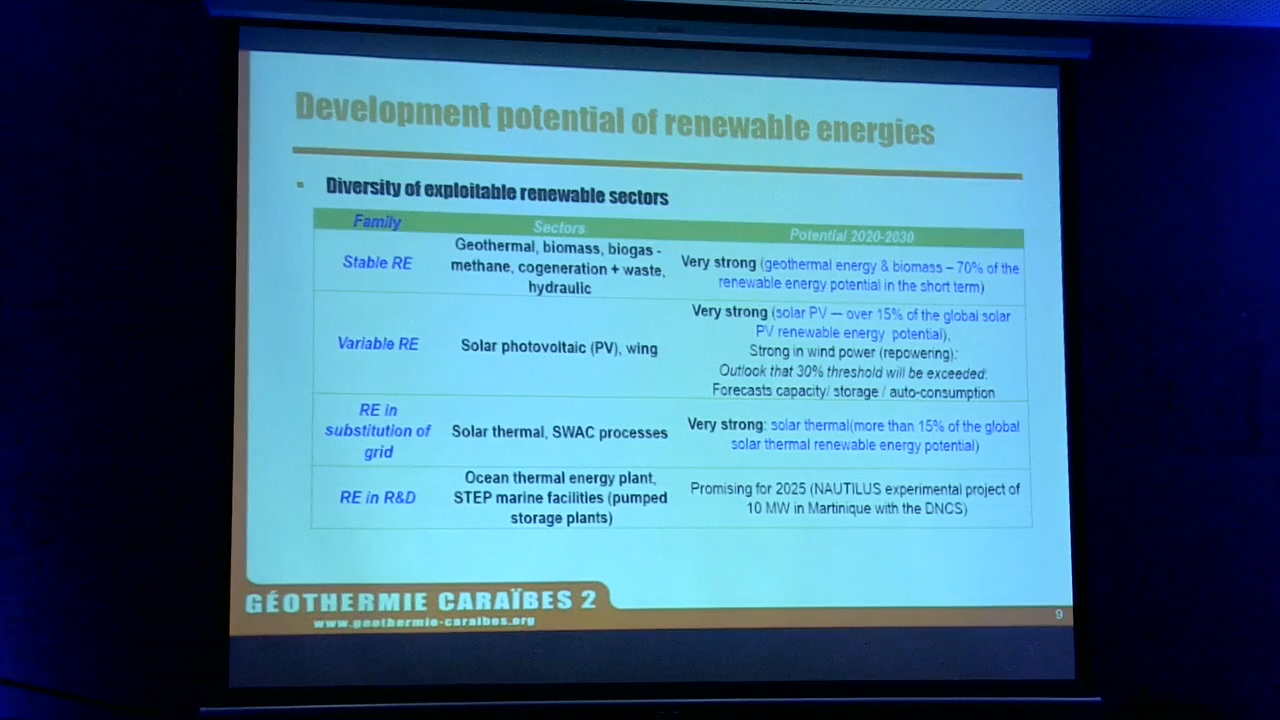 Development potential of renewable energies
▪ Diversity of exploitable renewable sectors
Family
Sectors
Potential 2020-2030
Stable RE
Geothermal, biomass, biogas -
methane, cogeneration + waste,
hydraulic
Very strong (geothermal energy & biomass – 70% of the
renewable energy potential in the short term)
Variable RE
Solar photovoltaic (PV), wing
Very strong (solar PV — over 15% of the global solar
PV renewable energy potential),
Strong in wind power (repowering):
Outlook that 30% threshold will be exceeded:
Forecasts capacity/ storage / auto-consumption
RE in
substitution of
grid
Solar thermal, SWAC processes
Very strong: solar thermal(more than 15% of the global
solar thermal renewable energy potential)
RE in R&D
Ocean thermal energy plant,
STEP marine facilities (pumped
storage plants)
Promising for 2025 (NAUTILUS experimental project of
10 MW in Martinique with the DNCS)
GÉOTHERMIE CARAÏBES 2
www.geothermie-caraibes.org
9